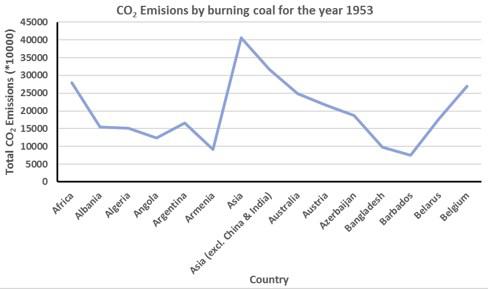 CO2 Emisions by burning coal for the year 1953
Total CO2 Emissions (*10000)
45000
40000
35000
30000
25000
20000
15000
10000
5000
0
Africa
Albania
Algeria
Angola
Argentina
Armenia
Asia
Asia (excl. China & India)
Australia
Austria
Azerbaijan
Bangladesh
Barbados
Belarus
Belgium
Country